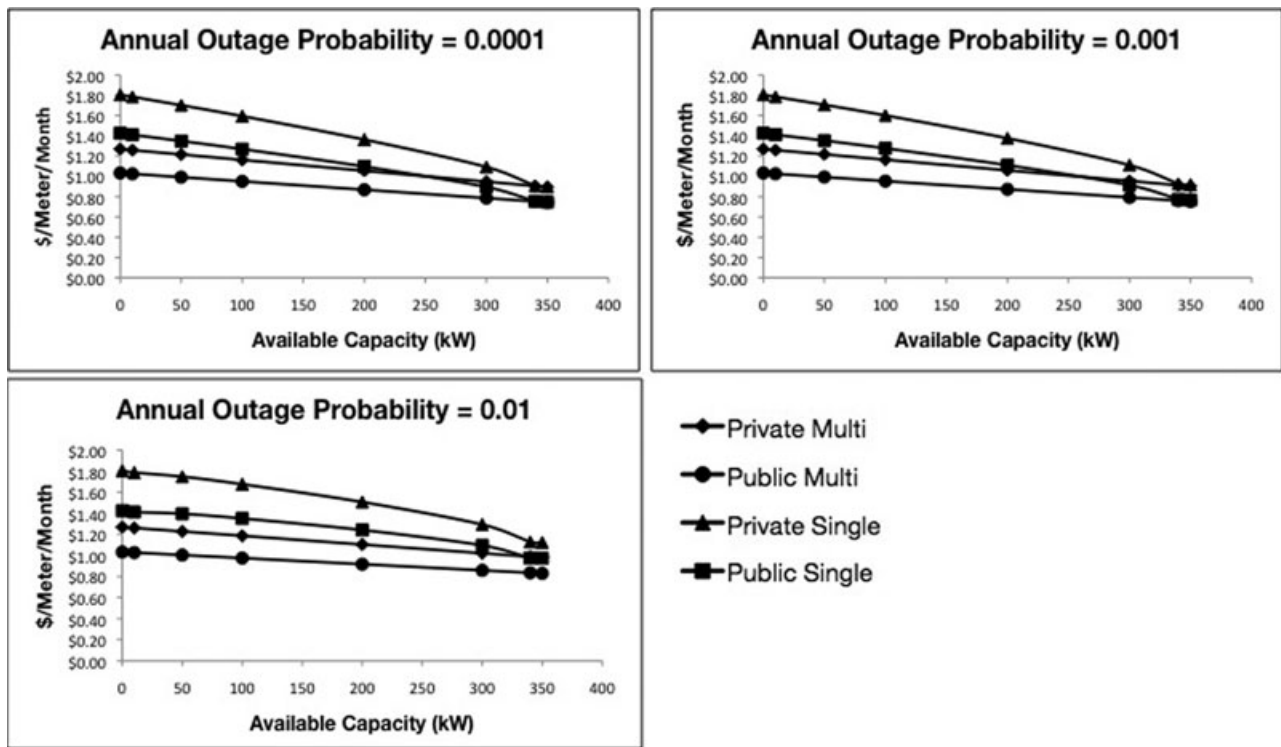 Annual Outage Probability = 0.0001
$/Meter/Month
$2.00
$1.80
$1.60
$1.40
$1.20
$1.00
$0.80
$0.60
$0.40
$0.20
$0.00
0 50 100 150 200 250 300 350 400
Available Capacity (kW)
Annual Outage Probability = 0.001
$/Meter/Month
$2.00
$1.80
$1.60
$1.40
$1.20
$1.00
$0.80
$0.60
$0.40
$0.20
$0.00
0 50 100 150 200 250 300 350 400
Available Capacity (kW)
Annual Outage Probability = 0.01
$/Meter/Month
$2.00
$1.80
$1.60
$1.40
$1.20
$1.00
$0.80
$0.60
$0.40
$0.20
$0.00
0 50 100 150 200 250 300 350 400
Available Capacity (kW)
Private Multi
Public Multi
Private Single
Public Single